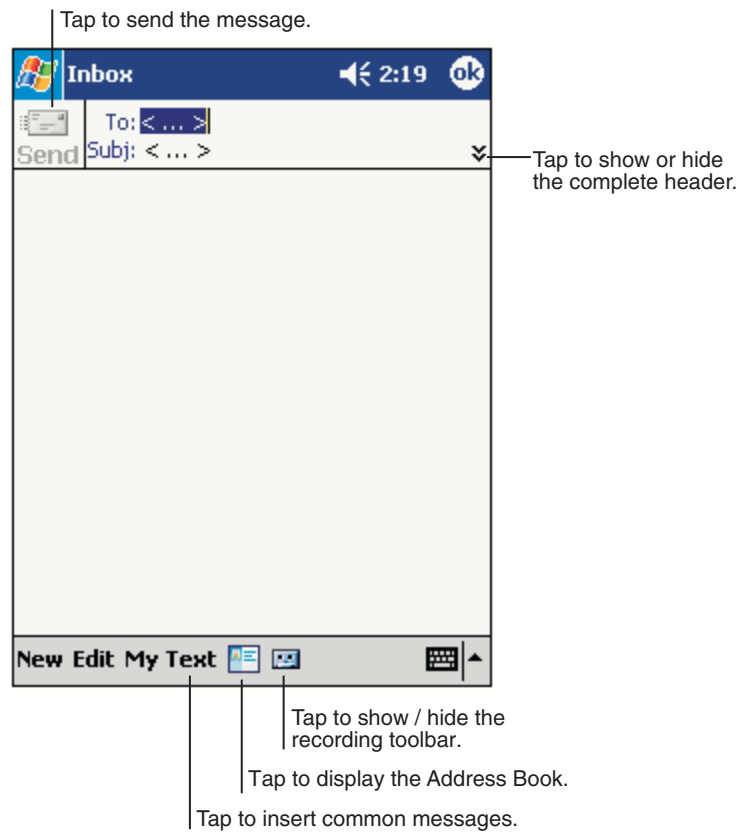 Tap to send the message.
Inbox 2:19 ok
To: < ... >
Send Subj: < ... >
Tap to show or hide
the complete header.
New Edit My Text
Tap to show / hide the
recording toolbar.
Tap to display the Address Book.
Tap to insert common messages.